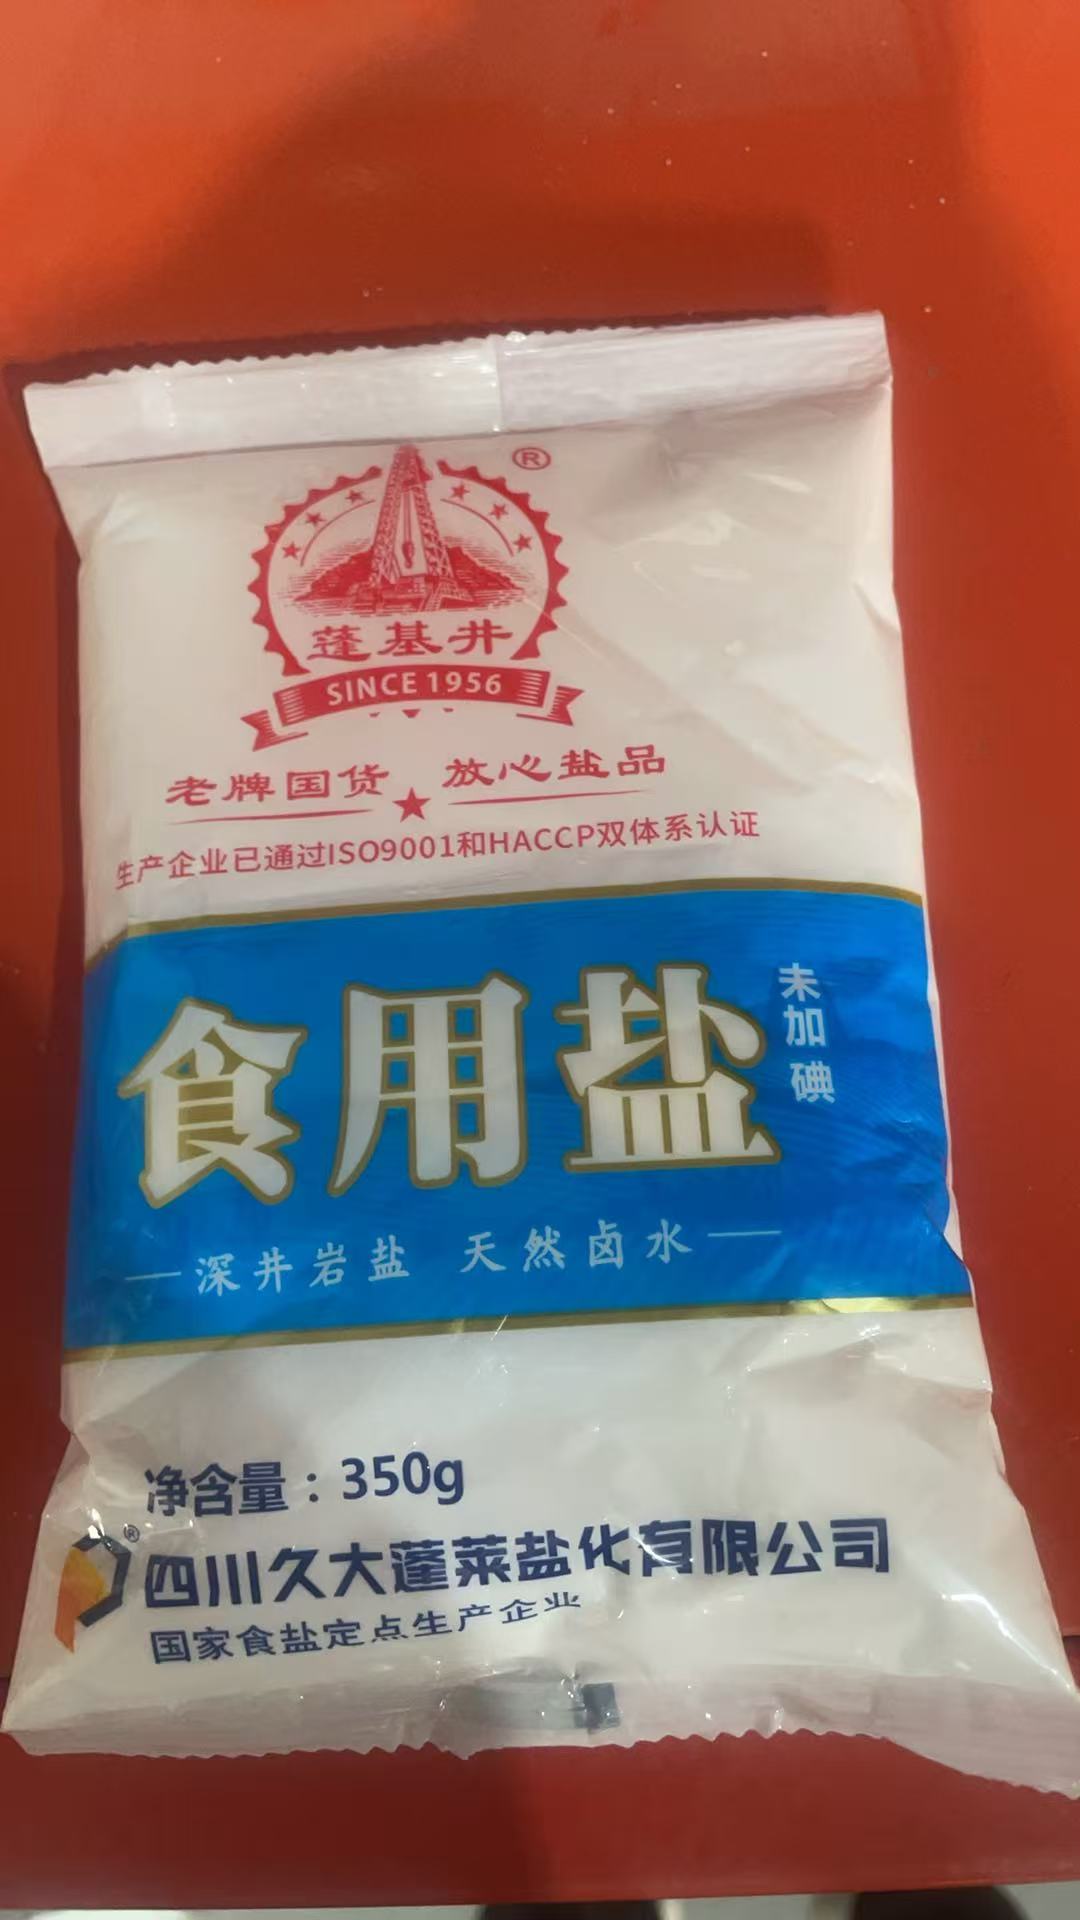 ®
蓬基井
SINCE 1956
老牌国货 放心盐品
生产企业已通过ISO9001和HACCP双体系认证
食用盐
未加碘
深井岩盐 天然卤水
净含量：350g
®
四川久大蓬莱盐化有限公司
国家食盐定点生产企业